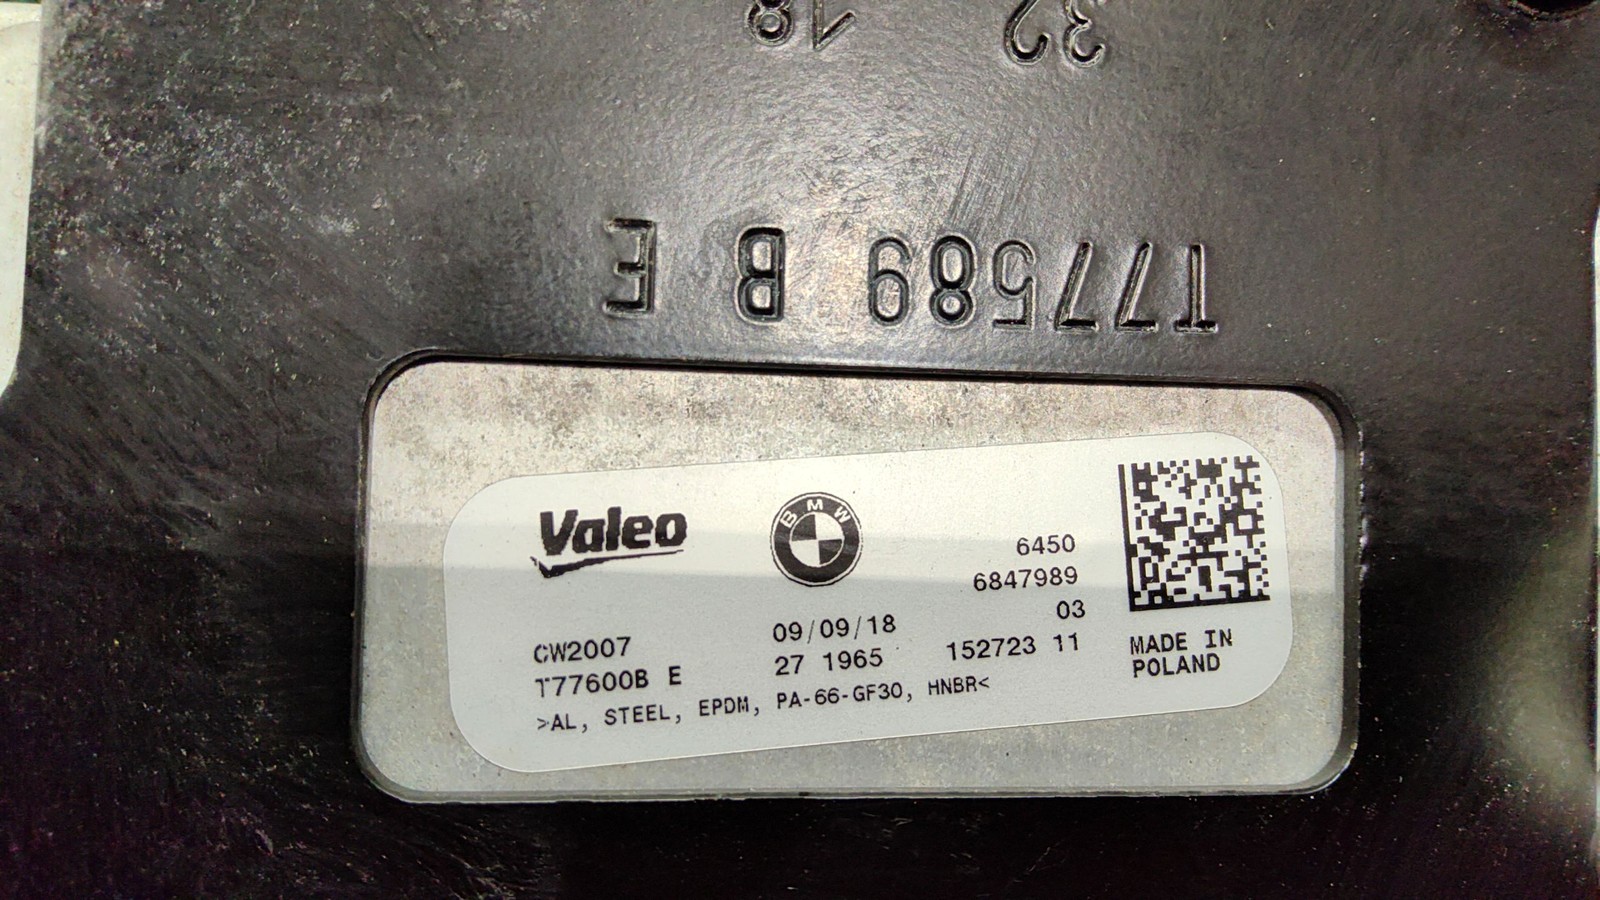 32 18
T77589 B E
Valeo
BMW
6450
6847989
03
CW2007
09/09/18
T77600B E
27 1965
152723 11
MADE IN
POLAND
>AL, STEEL, EPDM, PA-66-GF30, HNBR<